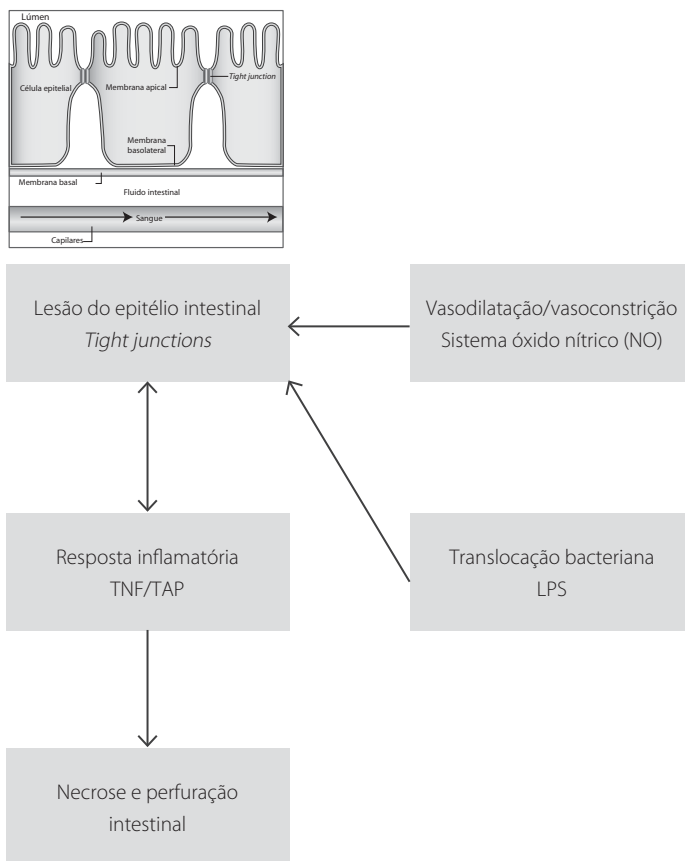 Lúmen
Célula epitelial
Membrana apical
Tight junction
Membrana
basolateral
Membrana basal
Fluido intestinal
Sangue
Capilares
Lesão do epitélio intestinal
Tight junctions
Vasodilatação/vasoconstrição
Sistema óxido nítrico (NO)
Resposta inflamatória
TNF/TAP
Translocação bacteriana
LPS
Necrose e perfuração
intestinal